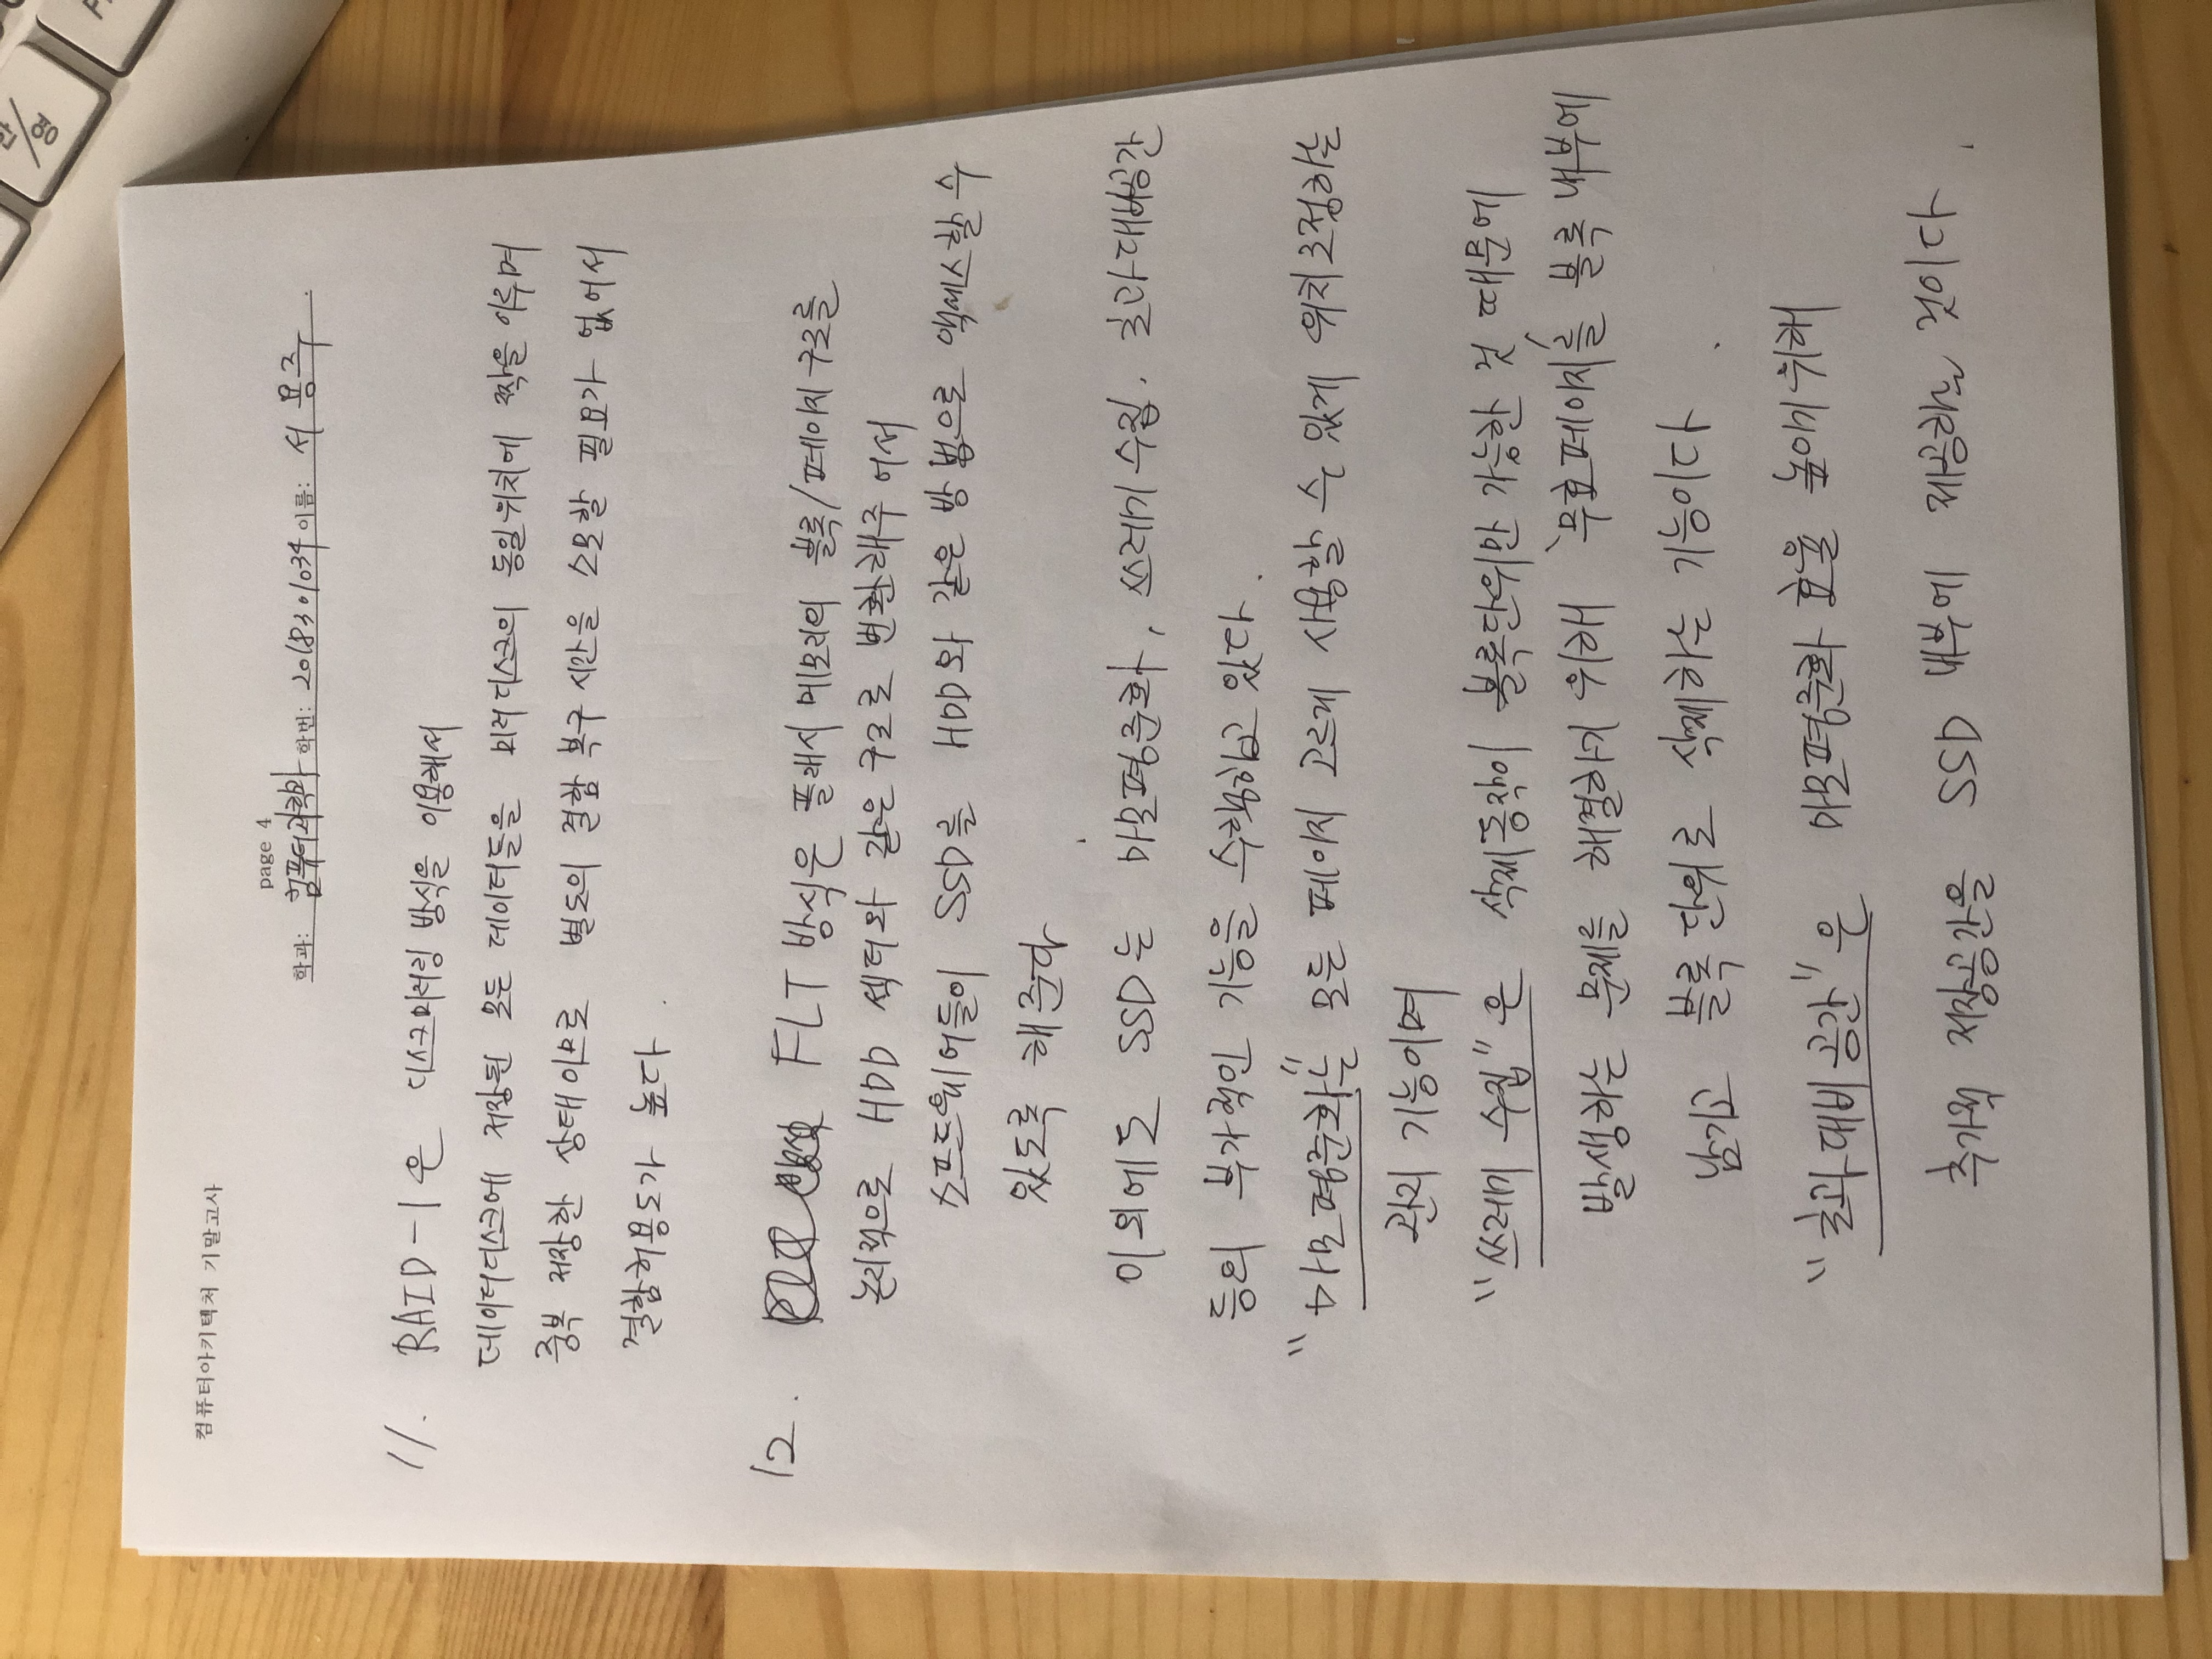 한/영
컴퓨터아키텍처 기말고사
page 4
학과: 컴퓨터과학과 학번: 2018301034 이름: 서용주
11. RAID-1은 디스크미러링 방식을 이용해서
데이터디스크에 저장된 모든 데이터들을 미러디스크의 동일위치에 짝을 이루며
중복 저장한 상태이므로 별도의 결함 복구 시간을 소모할 필요가 없어서
결함허용도가 높다.
12. FLT 방식은 플래시 메모리의 블록/페이지 구조를
논리적으로 HDD 섹터와 같은 구조로 변환해주어서
소프트웨어들이 SSD를 HDD와 같은 방법으로 액세스할 수
있도록 해준다.
이외에도 SSD는 마모평준화, 쓰레기 수집. 초과대비공간
등의 부가적인 기능을 수행하고 있다.
"마모평준화"는 모든 페이지 고르게 사용할 수 있게 위치조정하는
관리 기능이며
"쓰레기 수집"은 삭제동작이 블록단위만 가능한 것 때문에
발생하는 문제를 해결하기 위해 '무효페이지'를 블록 내부에
남기고 블록단위로 삭제하는 기능이다.
"초과대비공간"은 마모평준화 효율 높이기 위해
추가적 저장공간을 SSD 내부에 제공하는 것이다.